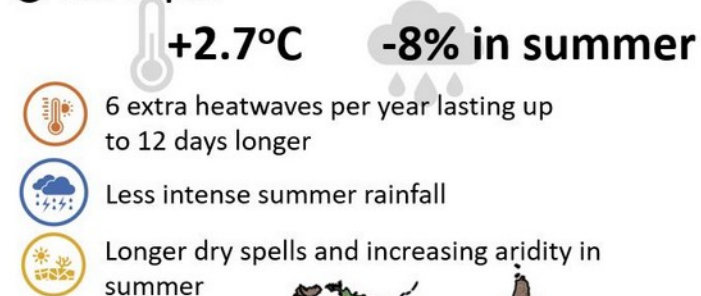 +2.7°C
-8% in summer
6 extra heatwaves per year lasting up
to 12 days longer
Less intense summer rainfall
Longer dry spells and increasing aridity in
summer